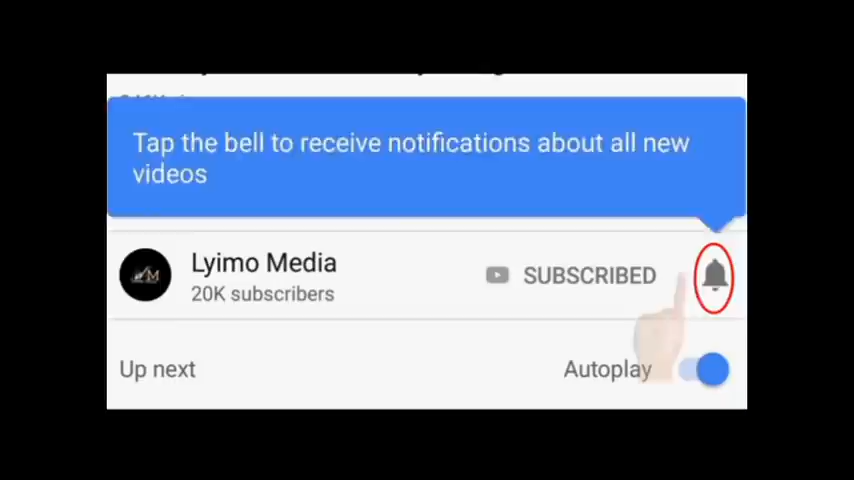 Tap the bell to receive notifications about all new
videos
Lyimo Media
SUBSCRIBED
20K subscribers
Up next
Autoplay